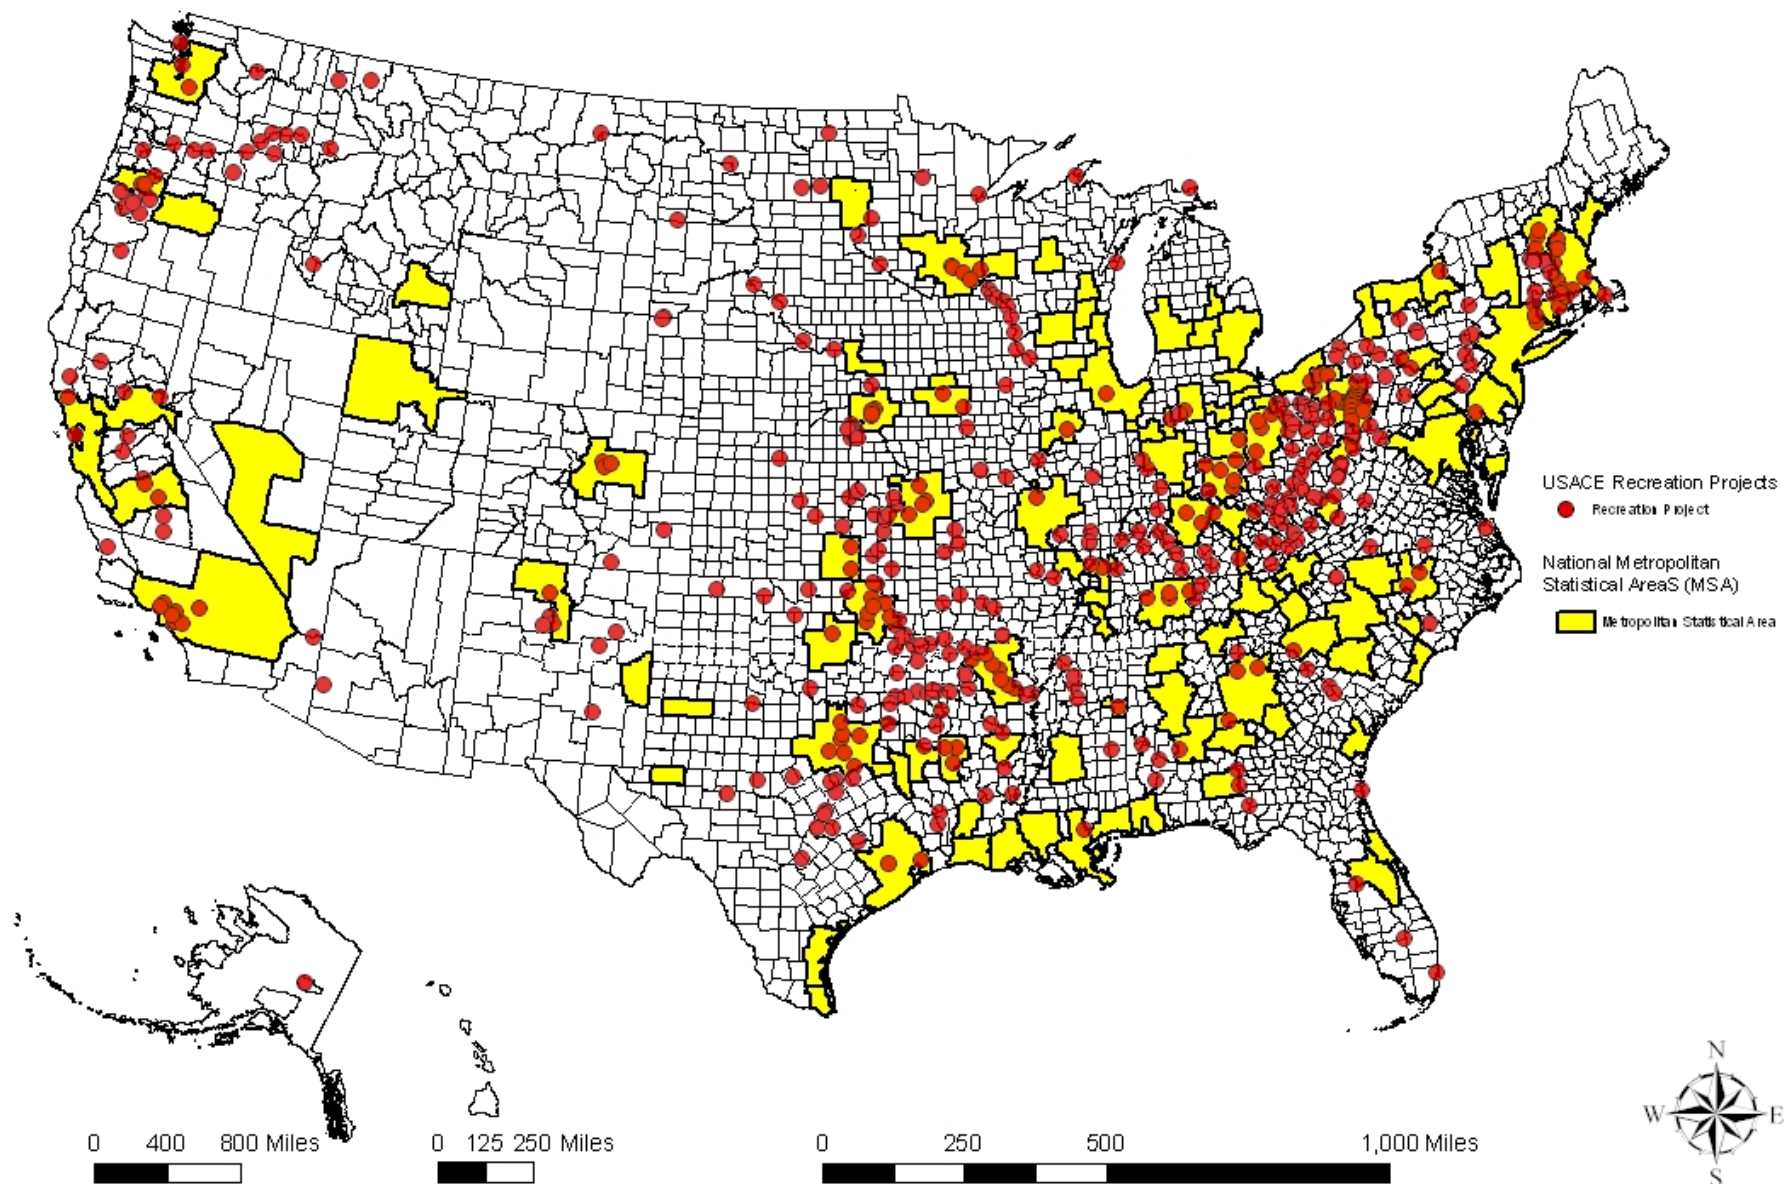 USACE Recreation Projects
Recreation Project
National Metropolitan
Statistical AreaS (MSA)
Metropolitan Statistical Area
N
W E
S
0 400 800 Miles
0 125 250 Miles
0 250 500 1,000 Miles